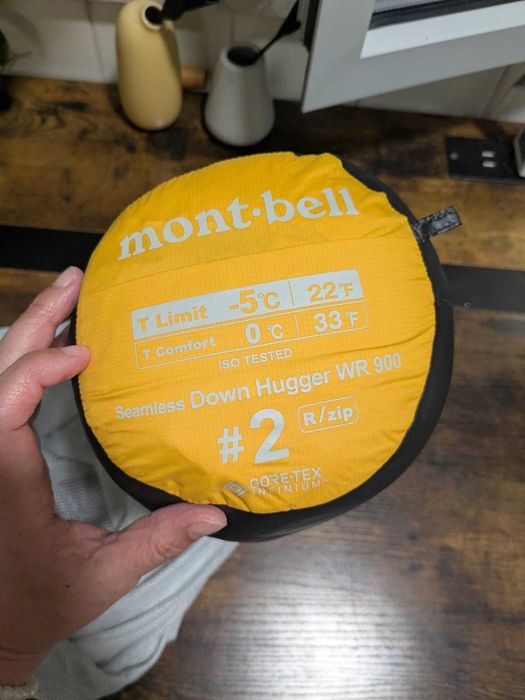 mont·bell
T Limit -5℃ 22°F
T Comfort 0℃ 33°F
ISO TESTED
Seamless Down Hugger WR 900
#2 R/zip
GORE-TEX
INFINIUM™